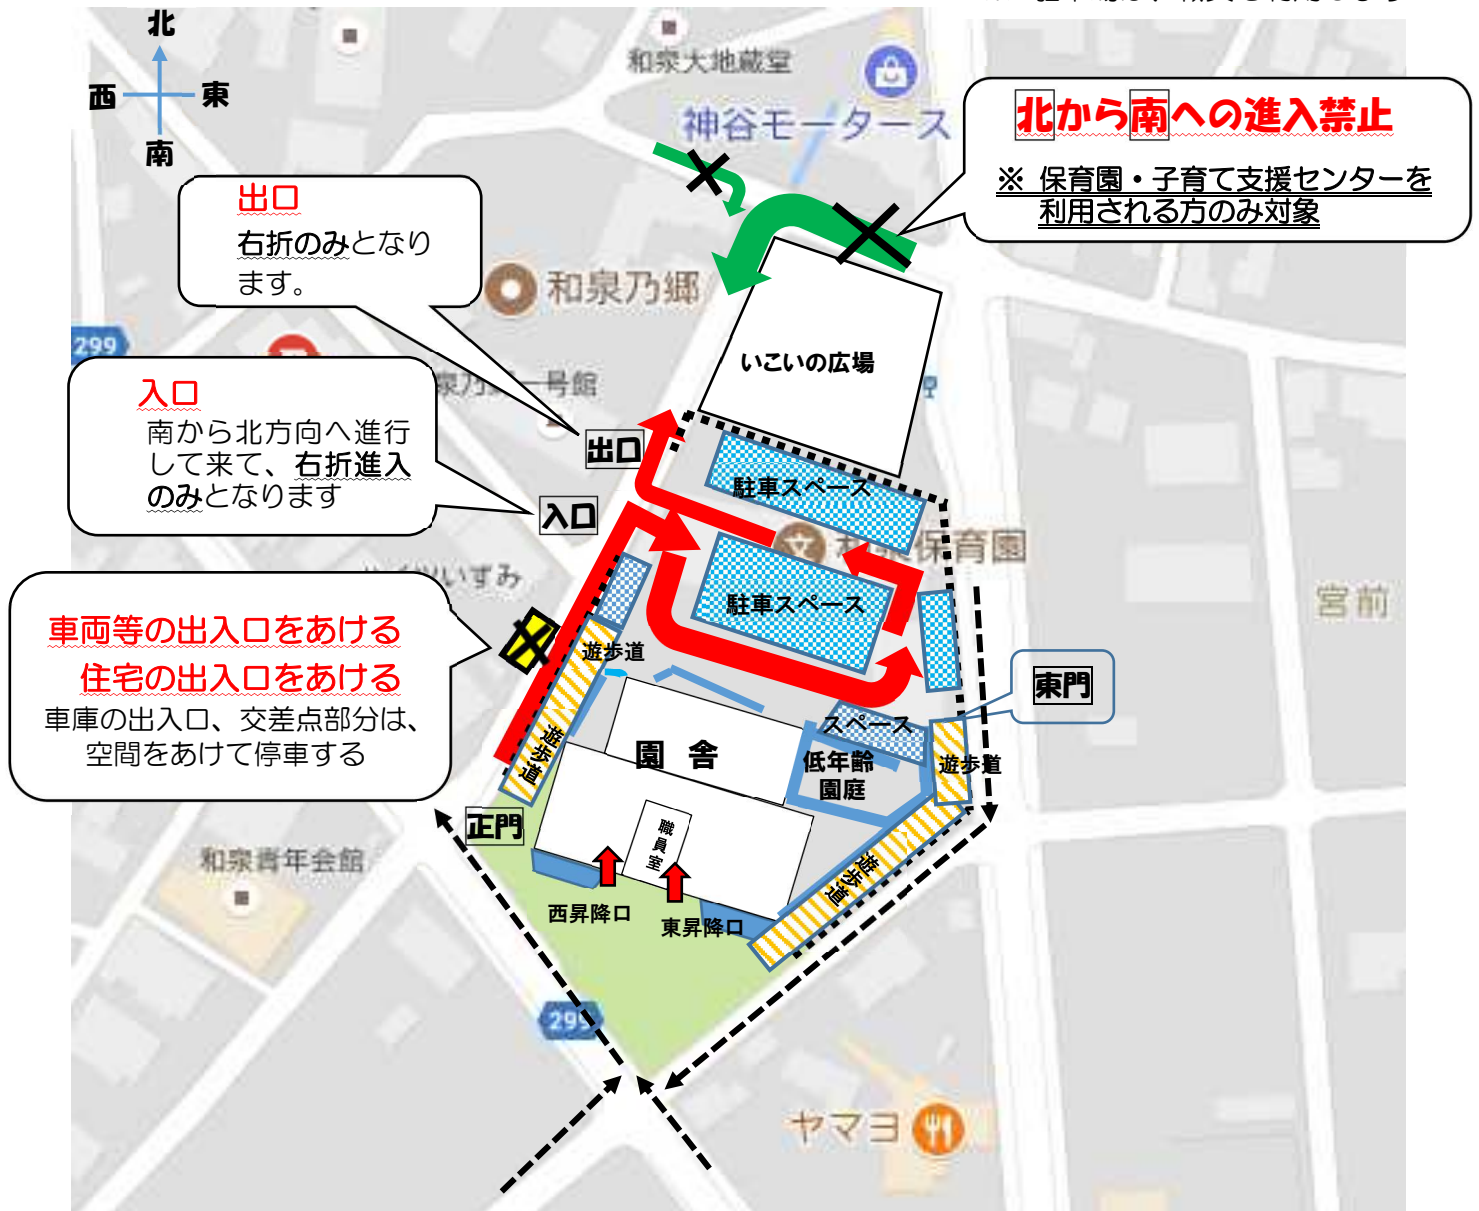 北
西
東
南
和泉大地蔵堂
神谷モータース
北から南への進入禁止
※ 保育園・子育て支援センターを
利用される方のみ対象
出口
右折のみとなり
ます。
和泉乃郷
299
いこいの広場
入口
南から北方向へ進行
して来て、右折進入
のみとなります
泉乃郷一号館
出口
駐車スペース
入口
保育園
いずみ
駐車スペース
宮前
車両等の出入口をあける
住宅の出入口をあける
車庫の出入口、交差点部分は、
空間をあけて停車する
遊歩道
東門
遊歩道
スペース
園舎
低年齢
園庭
遊歩道
正門
職員室
和泉青年会館
遊歩道
西昇降口
東昇降口
299
ヤマヨ